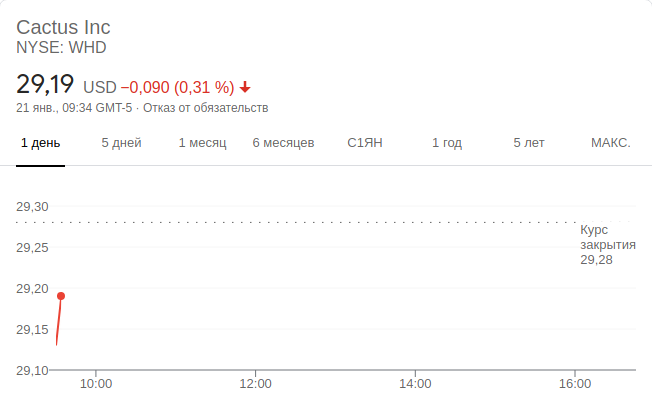 Cactus Inc
NYSE: WHD
29,19 USD −0,090 (0,31 %)
21 янв., 09:34 GMT-5 · Отказ от обязательств
1 день 5 дней 1 месяц 6 месяцев С1ЯН 1 год 5 лет МАКС.
29,30
Курс
закрытия
29,28
29,25
29,20
29,15
29,10
10:00 12:00 14:00 16:00